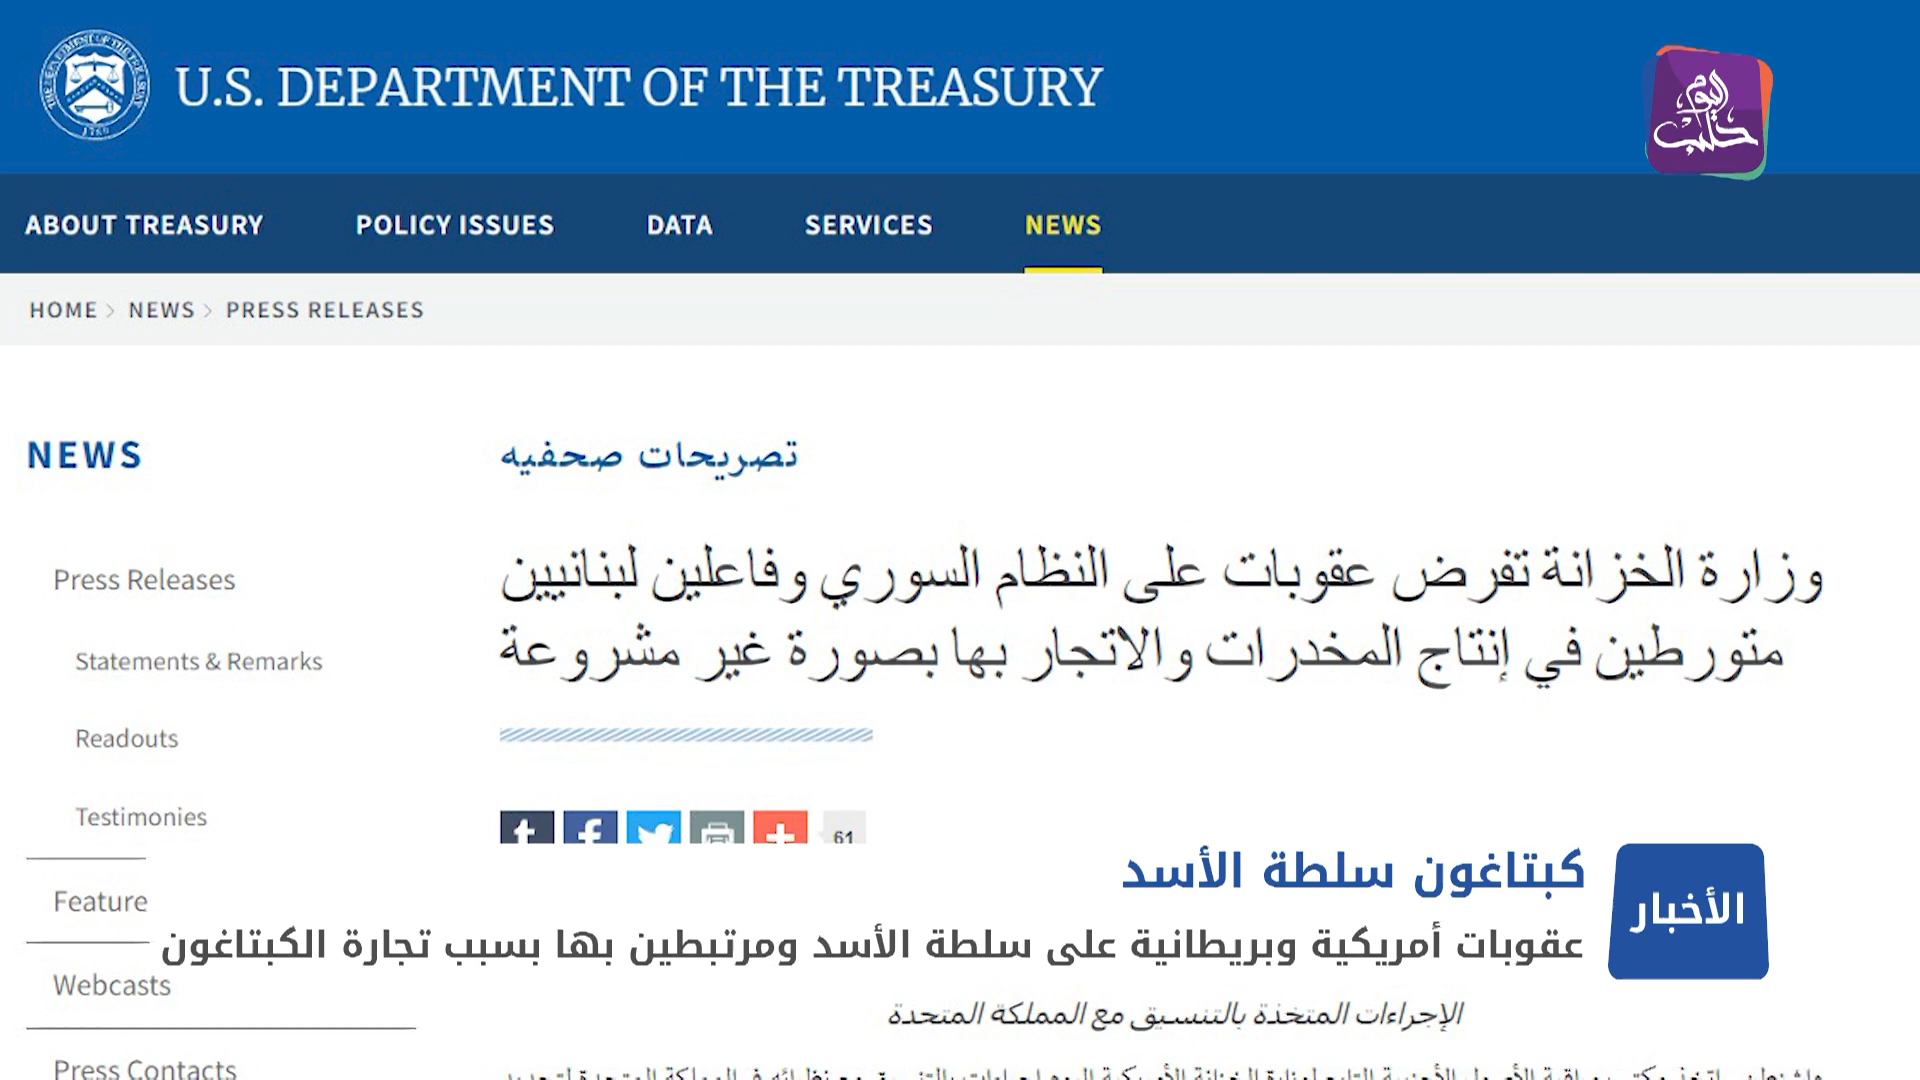 U.S. DEPARTMENT OF THE TREASURY
اليوم
حلب
ABOUT TREASURY POLICY ISSUES DATA SERVICES NEWS
HOME > NEWS > PRESS RELEASES
NEWS
تصريحات صحفيه
وزارة الخزانة تفرض عقوبات على النظام السوري وفاعلين لبنانيين
متورطين في إنتاج المخدرات والاتجار بها بصورة غير مشروعة
Press Releases
Statements & Remarks
Readouts
Testimonies
61
كبتاغون سلطة الأسد
الأخبار
Feature
عقوبات أمريكية وبريطانية على سلطة الأسد ومرتبطين بها بسبب تجارة الكبتاغون
Webcasts
الإجراءات المتخذة بالتنسيق مع المملكة المتحدة
Press Contacts